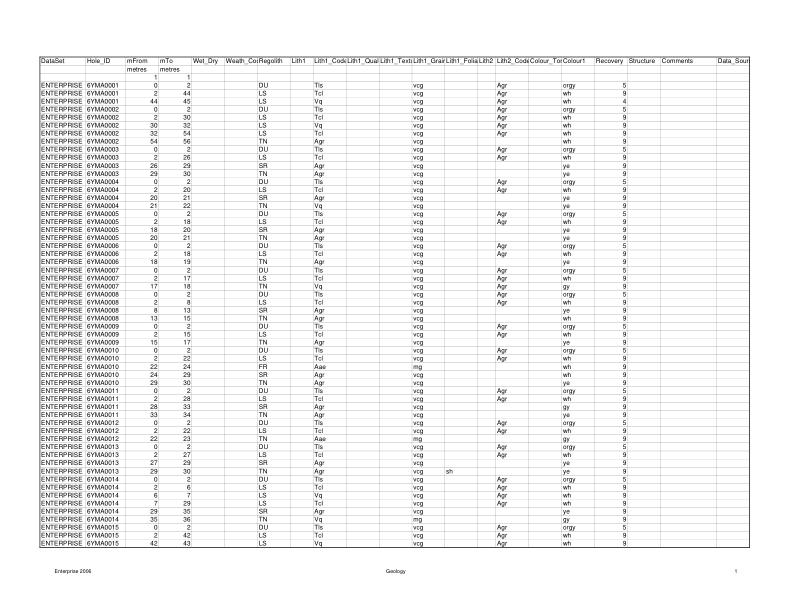 DataSet Hole_ID mFrom mTo Wet_Dry Weath_Co Regolith Lith1 Lith1_Code Lith1_Qual Lith1_Text Lith1_Grai Lith1_Folia Lith2 Lith2_Code Colour_Tor Colour1 Recovery Structure Comments Data_Sour
metres metres
1 1
ENTERPRISE 6YMA0001 0 2 DU Tls vcg Agr orgy 5
ENTERPRISE 6YMA0001 2 44 LS Tcl vcg Agr wh 9
ENTERPRISE 6YMA0001 44 45 LS Vq vcg Agr wh 4
ENTERPRISE 6YMA0002 0 2 DU Tls vcg Agr orgy 5
ENTERPRISE 6YMA0002 2 30 LS Tcl vcg Agr wh 9
ENTERPRISE 6YMA0002 30 32 LS Vq vcg Agr wh 9
ENTERPRISE 6YMA0002 32 54 LS Tcl vcg Agr wh 9
ENTERPRISE 6YMA0002 54 56 TN Agr vcg wh 9
ENTERPRISE 6YMA0003 0 2 DU Tls vcg Agr orgy 5
ENTERPRISE 6YMA0003 2 26 LS Tcl vcg Agr wh 9
ENTERPRISE 6YMA0003 26 29 SR Agr vcg ye 9
ENTERPRISE 6YMA0003 29 30 TN Agr vcg ye 9
ENTERPRISE 6YMA0004 0 2 DU Tls vcg Agr orgy 5
ENTERPRISE 6YMA0004 2 20 LS Tcl vcg Agr wh 9
ENTERPRISE 6YMA0004 20 21 SR Agr vcg ye 9
ENTERPRISE 6YMA0004 21 22 TN Vq vcg ye 9
ENTERPRISE 6YMA0005 0 2 DU Tls vcg Agr orgy 5
ENTERPRISE 6YMA0005 2 18 LS Tcl vcg Agr wh 9
ENTERPRISE 6YMA0005 18 20 SR Agr vcg ye 9
ENTERPRISE 6YMA0005 20 21 TN Agr vcg ye 9
ENTERPRISE 6YMA0006 0 2 DU Tls vcg Agr orgy 5
ENTERPRISE 6YMA0006 2 18 LS Tcl vcg Agr wh 9
ENTERPRISE 6YMA0006 18 19 TN Agr vcg ye 9
ENTERPRISE 6YMA0007 0 2 DU Tls vcg Agr orgy 5
ENTERPRISE 6YMA0007 2 17 LS Tcl vcg Agr wh 9
ENTERPRISE 6YMA0007 17 18 TN Vq vcg Agr gy 9
ENTERPRISE 6YMA0008 0 2 DU Tls vcg Agr orgy 5
ENTERPRISE 6YMA0008 2 8 LS Tcl vcg Agr wh 9
ENTERPRISE 6YMA0008 8 13 SR Agr vcg ye 9
ENTERPRISE 6YMA0008 13 15 TN Agr vcg wh 9
ENTERPRISE 6YMA0009 0 2 DU Tls vcg Agr orgy 5
ENTERPRISE 6YMA0009 2 15 LS Tcl vcg Agr wh 9
ENTERPRISE 6YMA0009 15 17 TN Agr vcg ye 9
ENTERPRISE 6YMA0010 0 2 DU Tls vcg Agr orgy 5
ENTERPRISE 6YMA0010 2 22 LS Tcl vcg Agr wh 9
ENTERPRISE 6YMA0010 22 24 FR Aae mg wh 9
ENTERPRISE 6YMA0010 24 29 SR Agr vcg wh 9
ENTERPRISE 6YMA0010 29 30 TN Agr vcg ye 9
ENTERPRISE 6YMA0011 0 2 DU Tls vcg Agr orgy 5
ENTERPRISE 6YMA0011 2 28 LS Tcl vcg Agr wh 9
ENTERPRISE 6YMA0011 28 33 SR Agr vcg gy 9
ENTERPRISE 6YMA0011 33 34 TN Agr vcg ye 9
ENTERPRISE 6YMA0012 0 2 DU Tls vcg Agr orgy 5
ENTERPRISE 6YMA0012 2 22 LS Tcl vcg Agr wh 9
ENTERPRISE 6YMA0012 22 23 TN Aae mg gy 9
ENTERPRISE 6YMA0013 0 2 DU Tls vcg Agr orgy 5
ENTERPRISE 6YMA0013 2 27 LS Tcl vcg Agr wh 9
ENTERPRISE 6YMA0013 27 29 SR Agr vcg ye 9
ENTERPRISE 6YMA0013 29 30 TN Agr vcg sh ye 9
ENTERPRISE 6YMA0014 0 2 DU Tls vcg Agr orgy 5
ENTERPRISE 6YMA0014 2 6 LS Tcl vcg Agr wh 9
ENTERPRISE 6YMA0014 6 7 LS Vq vcg Agr wh 9
ENTERPRISE 6YMA0014 7 29 LS Tcl vcg Agr wh 9
ENTERPRISE 6YMA0014 29 35 SR Agr vcg ye 9
ENTERPRISE 6YMA0014 35 36 TN Vq mg gy 9
ENTERPRISE 6YMA0015 0 2 DU Tls vcg Agr orgy 5
ENTERPRISE 6YMA0015 2 42 LS Tcl vcg Agr wh 9
ENTERPRISE 6YMA0015 42 43 LS Vq vcg Agr wh 9
Enterprise 2006 Geology 1